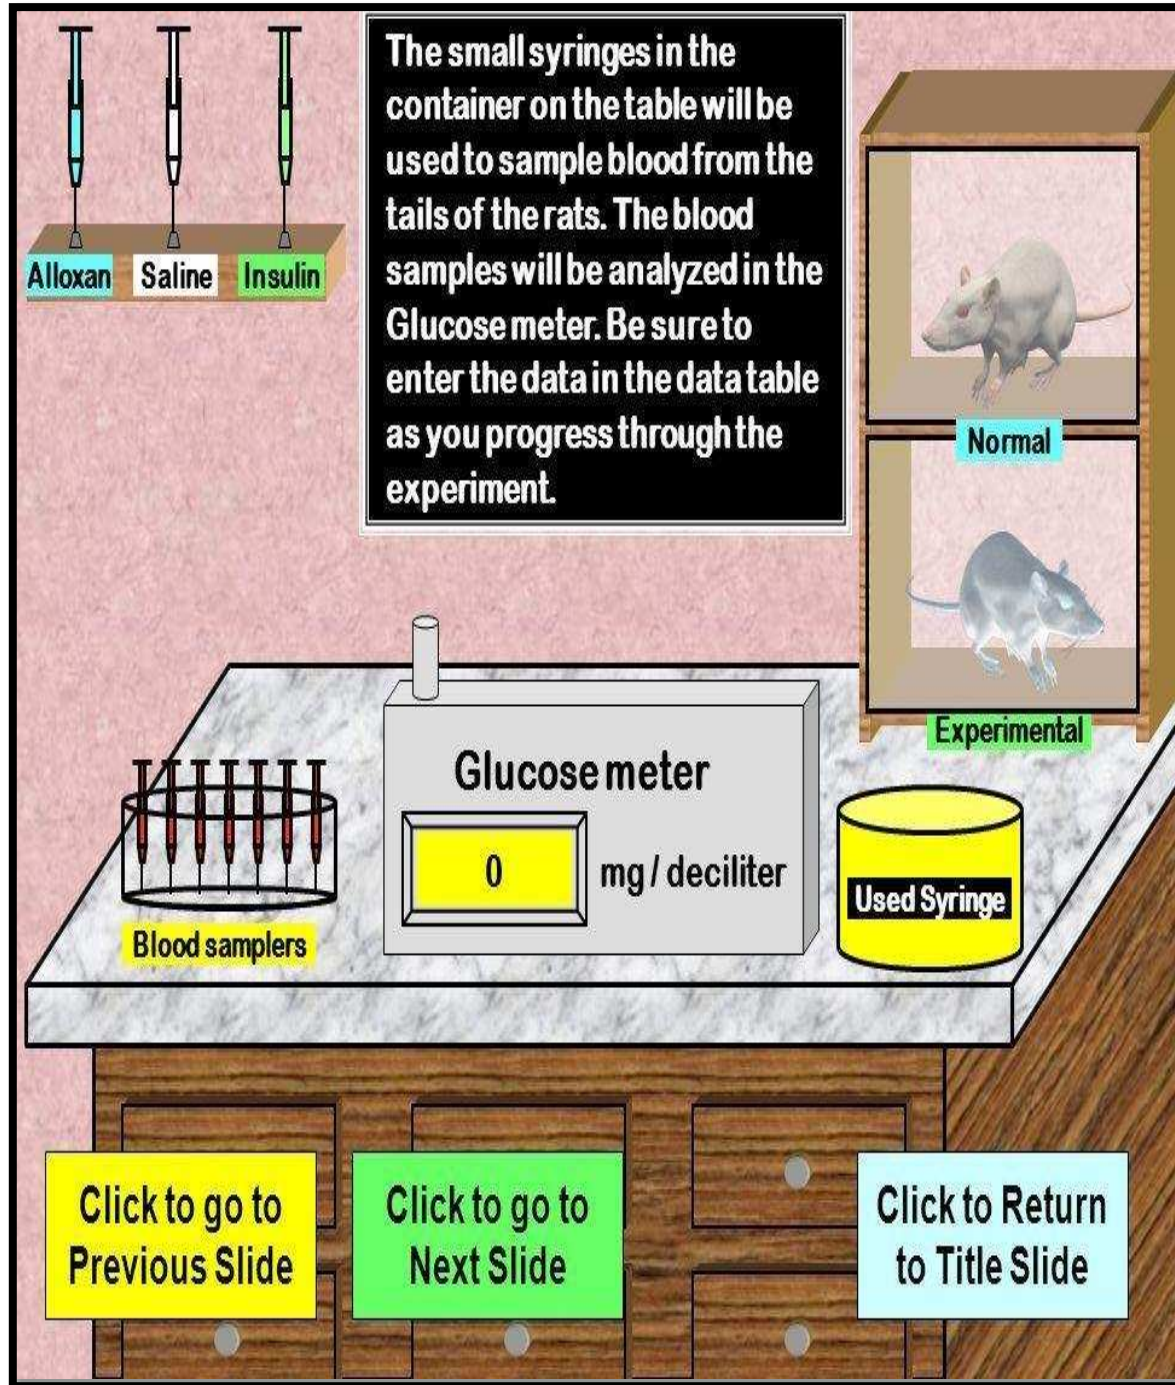 The small syringes in the
container on the table will be
used to sample blood from the
tails of the rats. The blood
samples will be analyzed in the
Glucose meter. Be sure to
enter the data in the data table
as you progress through the
experiment.
Alloxan
Saline
Insulin
Normal
Experimental
Glucose meter
0
mg / deciliter
Used Syringe
Blood samplers
Click to go to
Previous Slide
Click to go to
Next Slide
Click to Return
to Title Slide